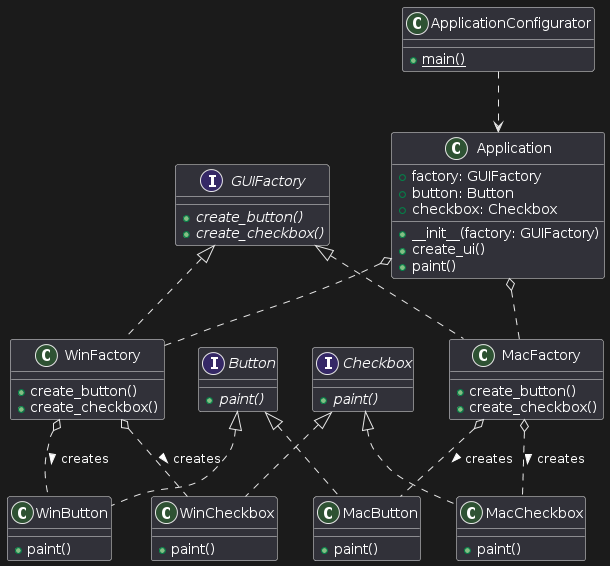 C ApplicationConfigurator
main()
C Application
factory: GUIFactory
button: Button
checkbox: Checkbox
__init__(factory: GUIFactory)
create_ui()
paint()
I GUIFactory
create_button()
create_checkbox()
C WinFactory
create_button()
create_checkbox()
I Button
paint()
I Checkbox
paint()
C MacFactory
create_button()
create_checkbox()
creates
creates
creates
creates
C WinButton
paint()
C WinCheckbox
paint()
C MacButton
paint()
C MacCheckbox
paint()